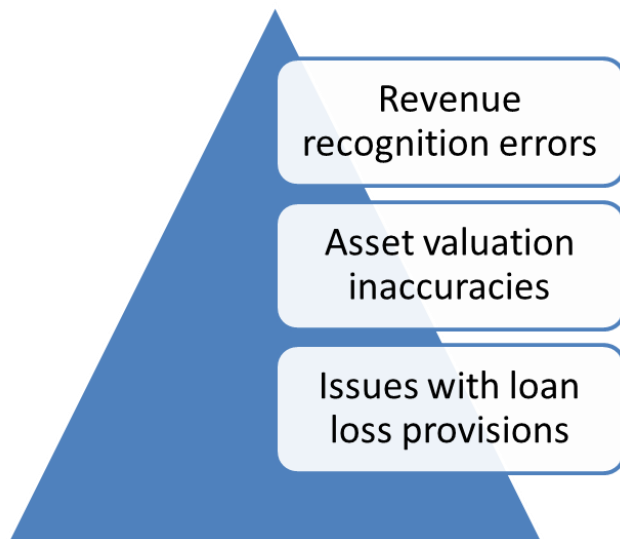 Revenue
recognition errors
Asset valuation
inaccuracies
Issues with loan
loss provisions